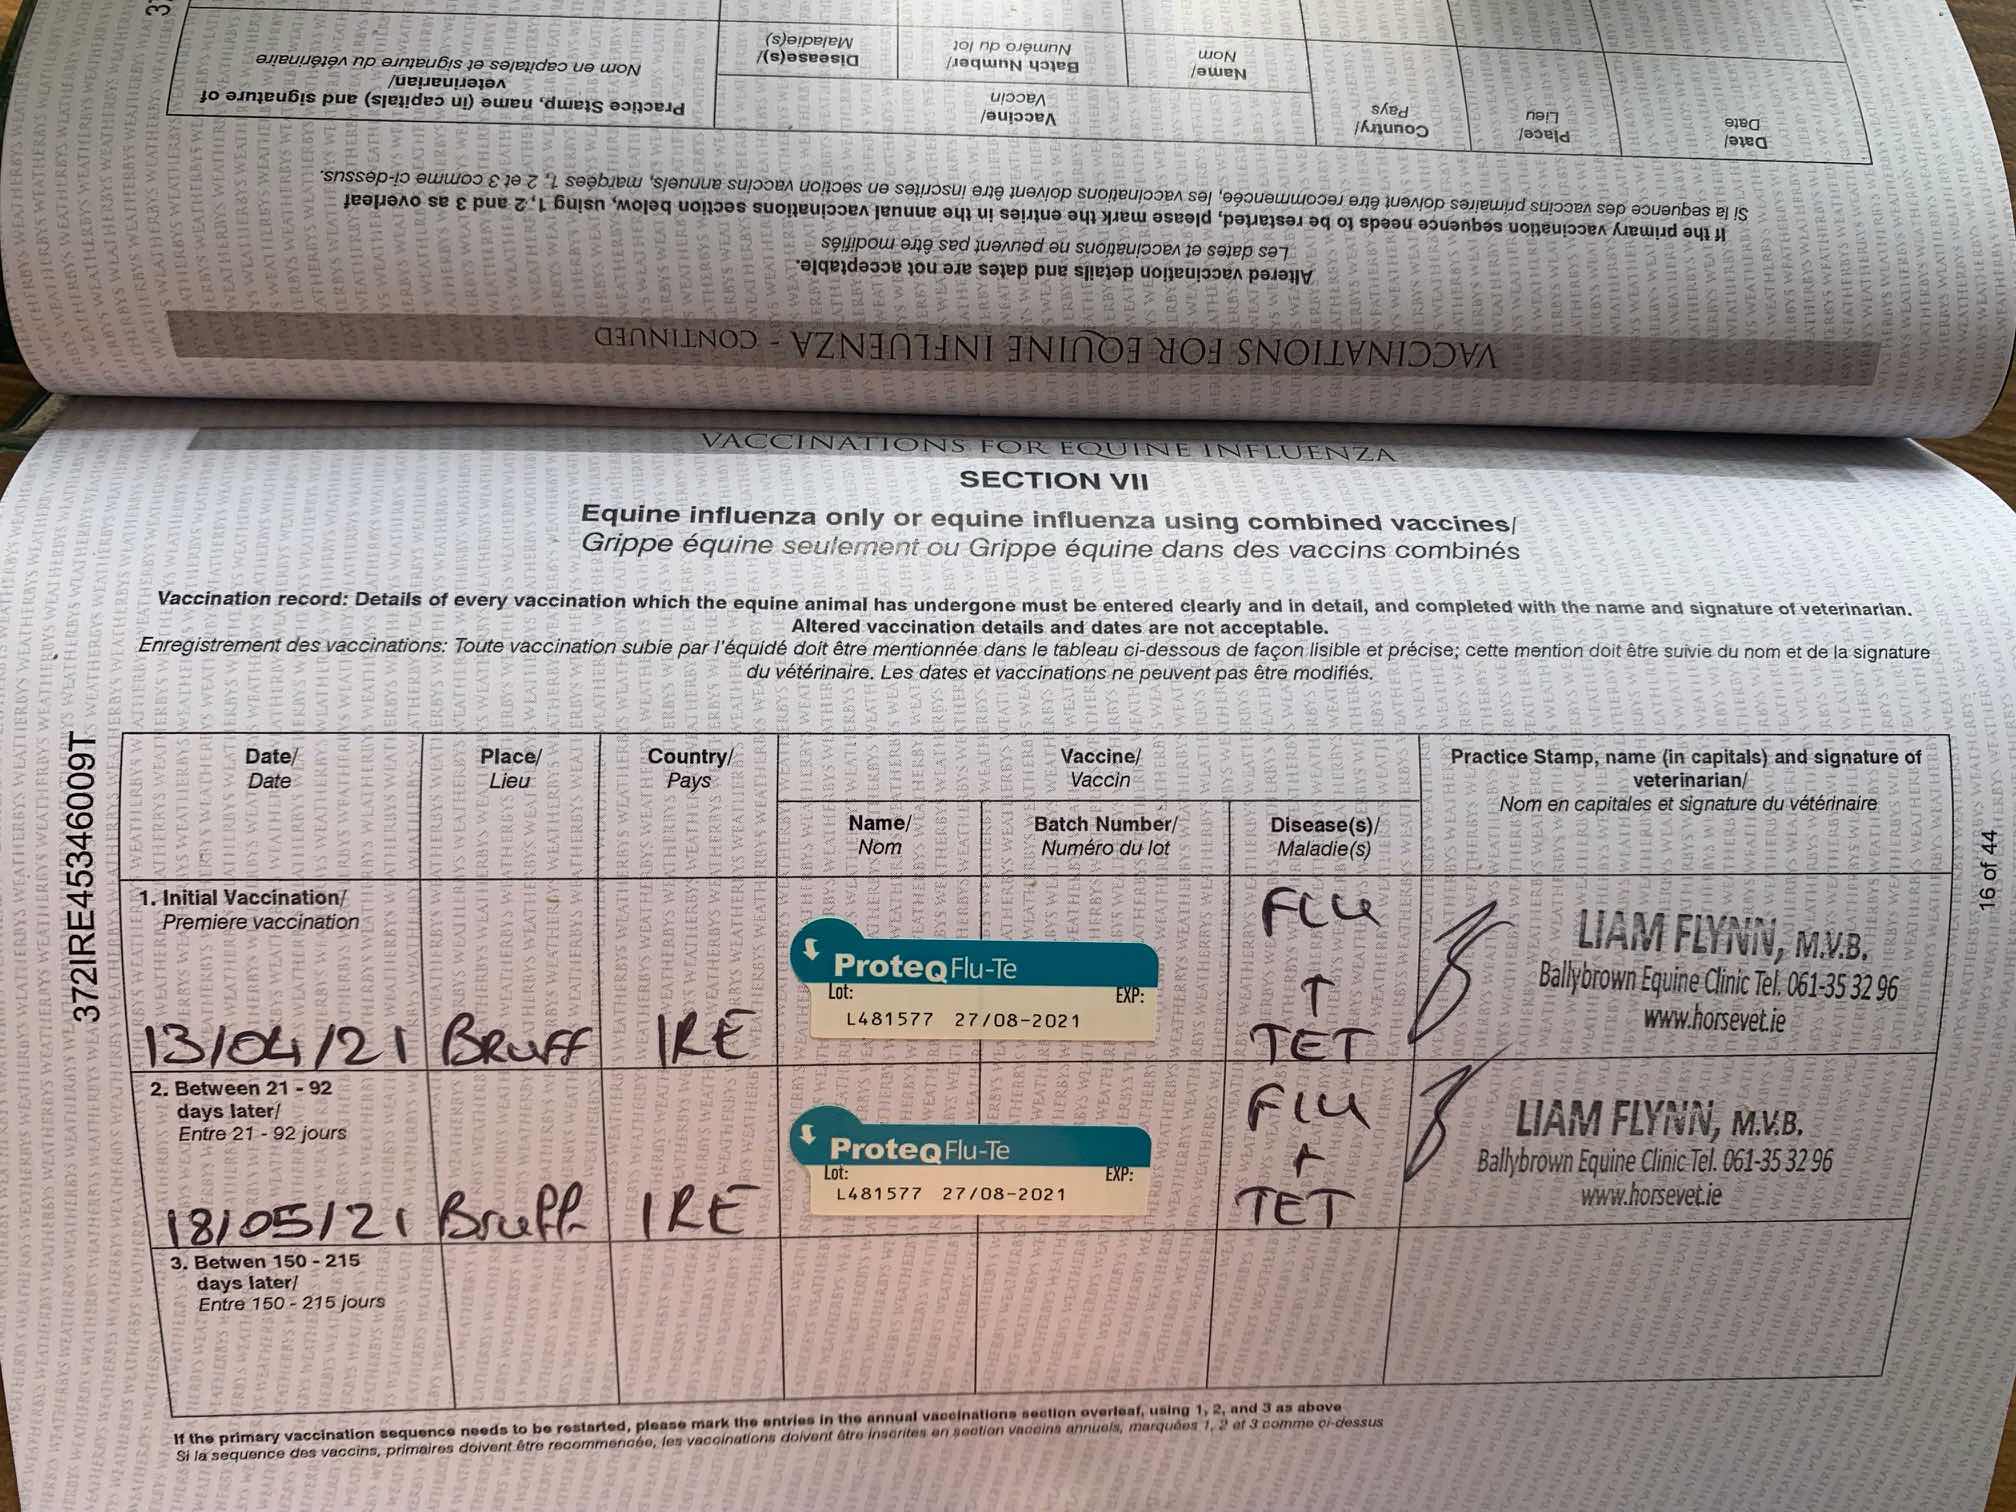 VACCINATIONS FOR EQUINE INFLUENZA - CONTINUED
Altered vaccination details and dates are not acceptable.
Les dates et vaccinations ne peuvent pas être modifiés
If the primary vaccination sequence needs to be restarted, please mark the entries in the annual vaccinations section below, using 1, 2 and 3 as overleaf
Si la sequence des vaccins primaires doivent être recommencée, les vaccinations doivent être inscrites en section vaccins annuels, marquées 1, 2 et 3 comme ci-dessus.
Date/
Date
Place/
Lieu
Country/
Pays
Vaccine/
Vaccin
Name/
Nom
Batch Number/
Numéro du lot
Disease(s)/
Maladie(s)
Practice Stamp, name (in capitals) and signature of
veterinarian/
Nom en capitales et signature du vétérinaire
VACCINATIONS FOR EQUINE INFLUENZA
SECTION VII
Equine influenza only or equine influenza using combined vaccines/
Grippe équine seulement ou Grippe équine dans des vaccins combinés
Vaccination record: Details of every vaccination which the equine animal has undergone must be entered clearly and in detail, and completed with the name and signature of veterinarian.
Altered vaccination details and dates are not acceptable.
Enregistrement des vaccinations: Toute vaccination subie par l'équidé doit être mentionnée dans le tableau ci-dessous de façon lisible et précise; cette mention doit être suivie du nom et de la signature
du vétérinaire. Les dates et vaccinations ne peuvent pas être modifiés.
372IRE45346009T
16 of 44
Date/
Date
Place/
Lieu
Country/
Pays
Vaccine/
Vaccin
Name/
Nom
Batch Number/
Numéro du lot
Disease(s)/
Maladie(s)
Practice Stamp, name (in capitals) and signature of
veterinarian/
Nom en capitales et signature du vétérinaire
1. Initial Vaccination/
Premiere vaccination
13/04/21
BRUFF
IRE
ProteqFlu-Te
Lot: EXP:
L481577 27/08-2021
FLU
+
TET
LIAM FLYNN, M.V.B.
Ballybrown Equine Clinic Tel. 061-35 32 96
www.horsevet.ie
2. Between 21 - 92
days later/
Entre 21 - 92 jours
18/05/21
Bruff
IRE
ProteqFlu-Te
Lot: EXP:
L481577 27/08-2021
FLU
+
TET
LIAM FLYNN, M.V.B.
Ballybrown Equine Clinic Tel. 061-35 32 96
www.horsevet.ie
3. Betwen 150 - 215
days later/
Entre 150 - 215 jours
If the primary vaccination sequence needs to be restarted, please mark the entries in the annual vaccinations section overleaf, using 1, 2, and 3 as above
Si la sequence des vaccins, primaires doivent être recommencée, les vaccinations doivent être inscrites en section vaccins annuels, marquées 1, 2 et 3 comme ci-dessus